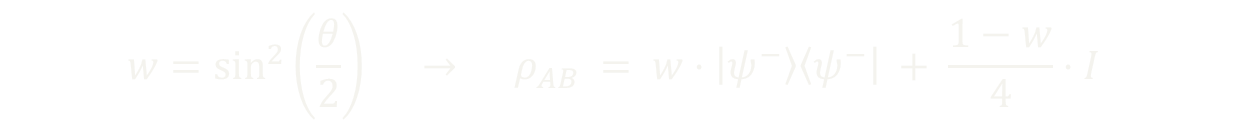 w = sin²(θ/2) → ρ_AB = w · |ψ⁻⟩⟨ψ⁻| + (1 − w)/4 · I